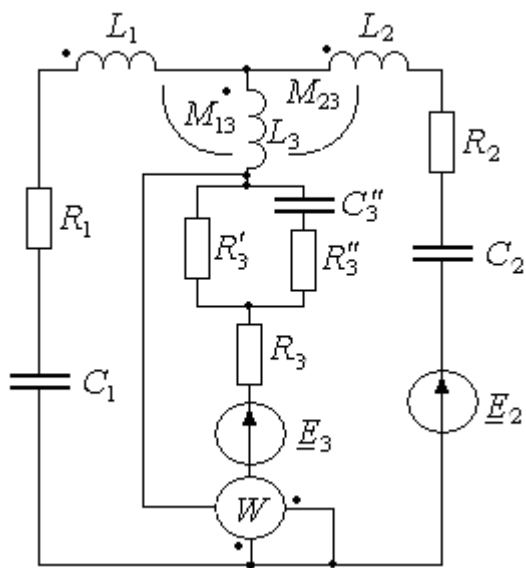 L₁ L₂
M₁₃ L₃ M₂₃
R₁ R₃′ C₃″ R₃″ R₂
C₂
C₁ R₃
E₃ E₂
W